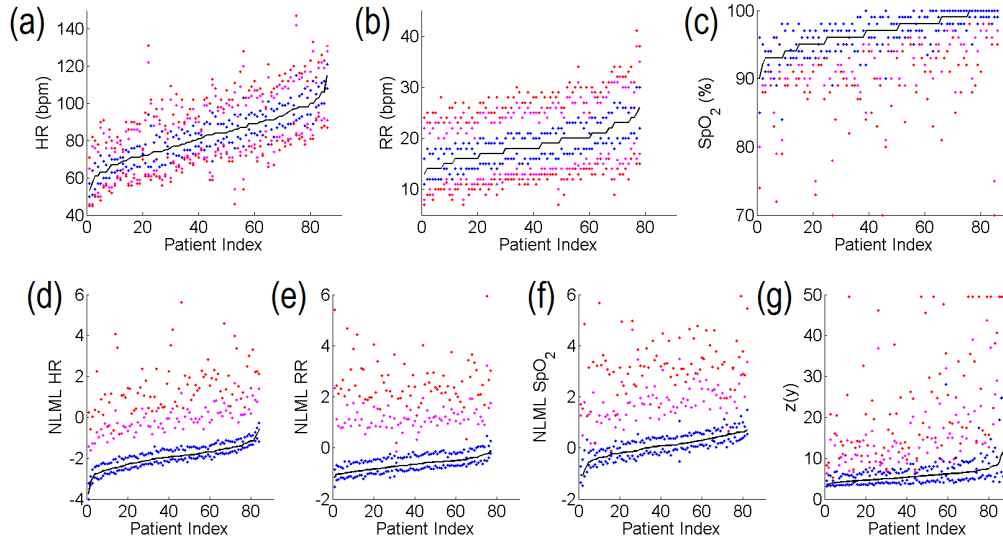 (a)
HR (bpm)
140
120
100
80
60
40
0 20 40 60 80
Patient Index
(b)
RR (bpm)
40
30
20
10
0 20 40 60 80
Patient Index
(c)
SpO2 (%)
100
90
80
70
0 20 40 60 80
Patient Index
(d)
NLML HR
6
4
2
0
-2
-4
0 20 40 60 80
Patient Index
(e)
NLML RR
6
4
2
0
-2
0 20 40 60 80
Patient Index
(f)
NLML SpO2
6
4
2
0
-2
0 20 40 60 80
Patient Index
(g)
z(y)
50
40
30
20
10
0
0 20 40 60 80
Patient Index